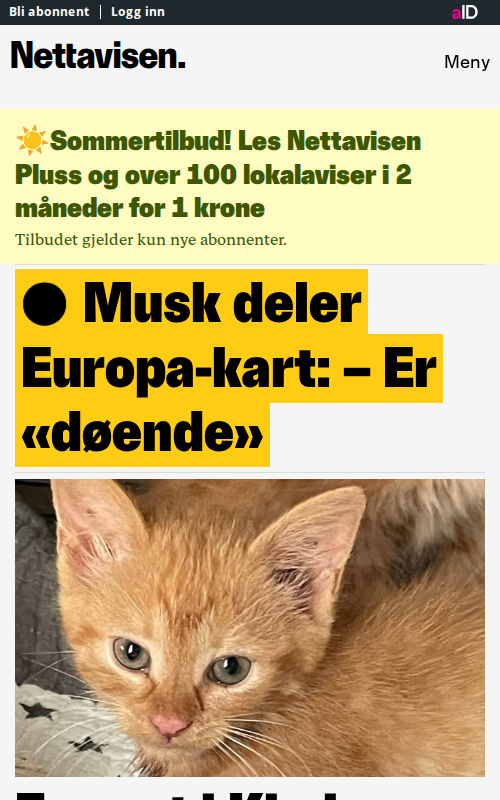 Bli abonnent
Logg inn
aID
Nettavisen.
Meny
☀️Sommertilbud! Les Nettavisen
Pluss og over 100 lokalaviser i 2
måneder for 1 krone
Tilbudet gjelder kun nye abonnenter.
● Musk deler
Europa-kart: – Er
«døende»